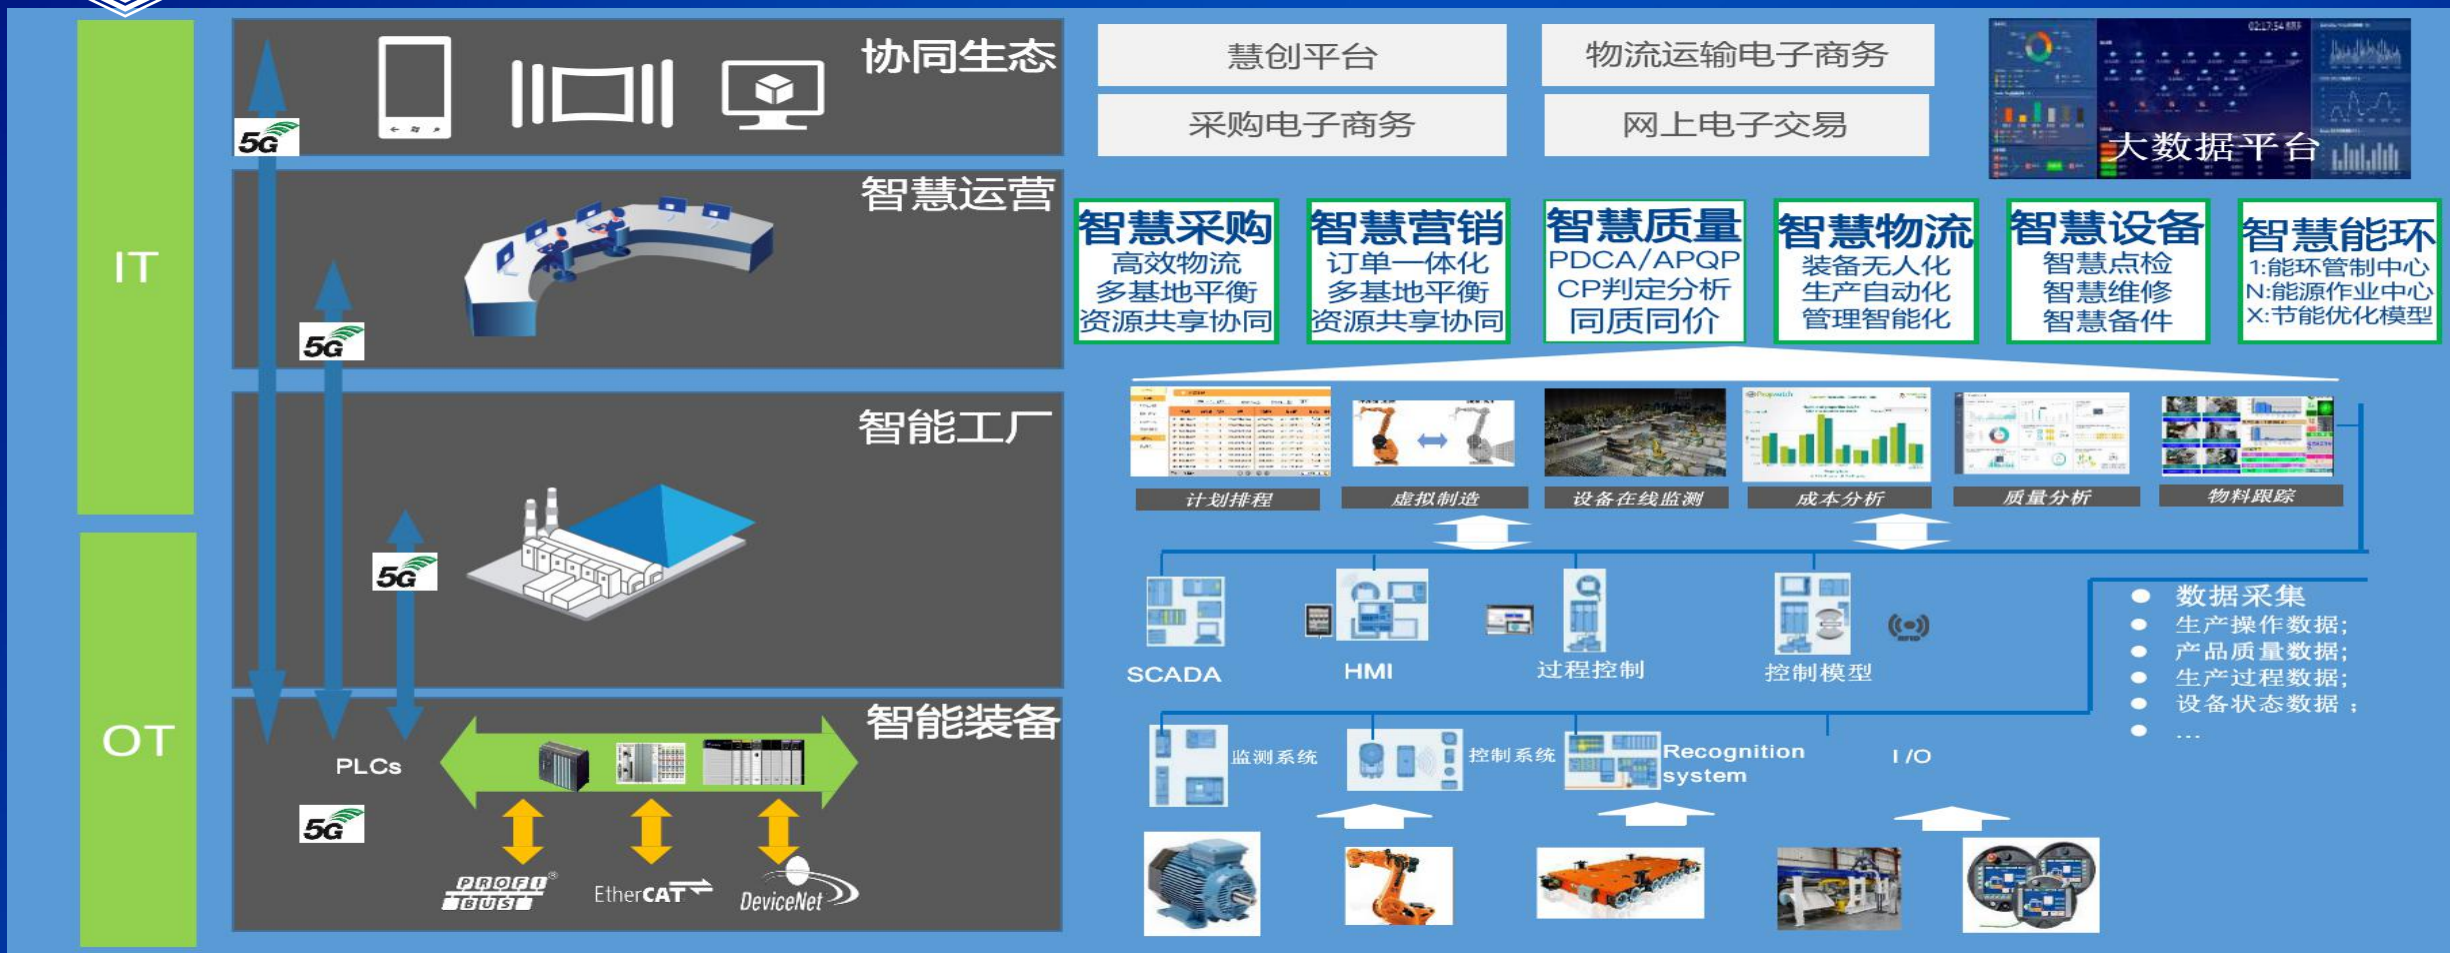 IT
OT
协同生态
5G
智慧运营
5G
智能工厂
5G
智能装备
PLCs
5G
PROFI
BUS
EtherCAT
DeviceNet
慧创平台
物流运输电子商务
采购电子商务
网上电子交易
02:17:54
大数据平台
智慧采购
高效物流
多基地平衡
资源共享协同
智慧营销
订单一体化
多基地平衡
资源共享协同
智慧质量
PDCA/APQP
CP判定分析
同质同价
智慧物流
装备无人化
生产自动化
管理智能化
智慧设备
智慧点检
智慧维修
智慧备件
智慧能环
1:能环管制中心
N:能源作业中心
X:节能优化模型
计划排程
虚拟制造
设备在线监测
成本分析
质量分析
物料跟踪
SCADA
HMI
过程控制
控制模型
● 数据采集
● 生产操作数据;
● 产品质量数据;
● 生产过程数据;
● 设备状态数据 ;
● ...
监测系统
控制系统
Recognition
system
I/O